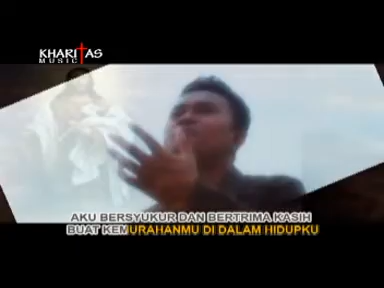 KHARITAS
MUSIC
AKU BERSYUKUR DAN BERTRIMA KASIH
BUAT KEMURAHANMU DI DALAM HIDUPKU